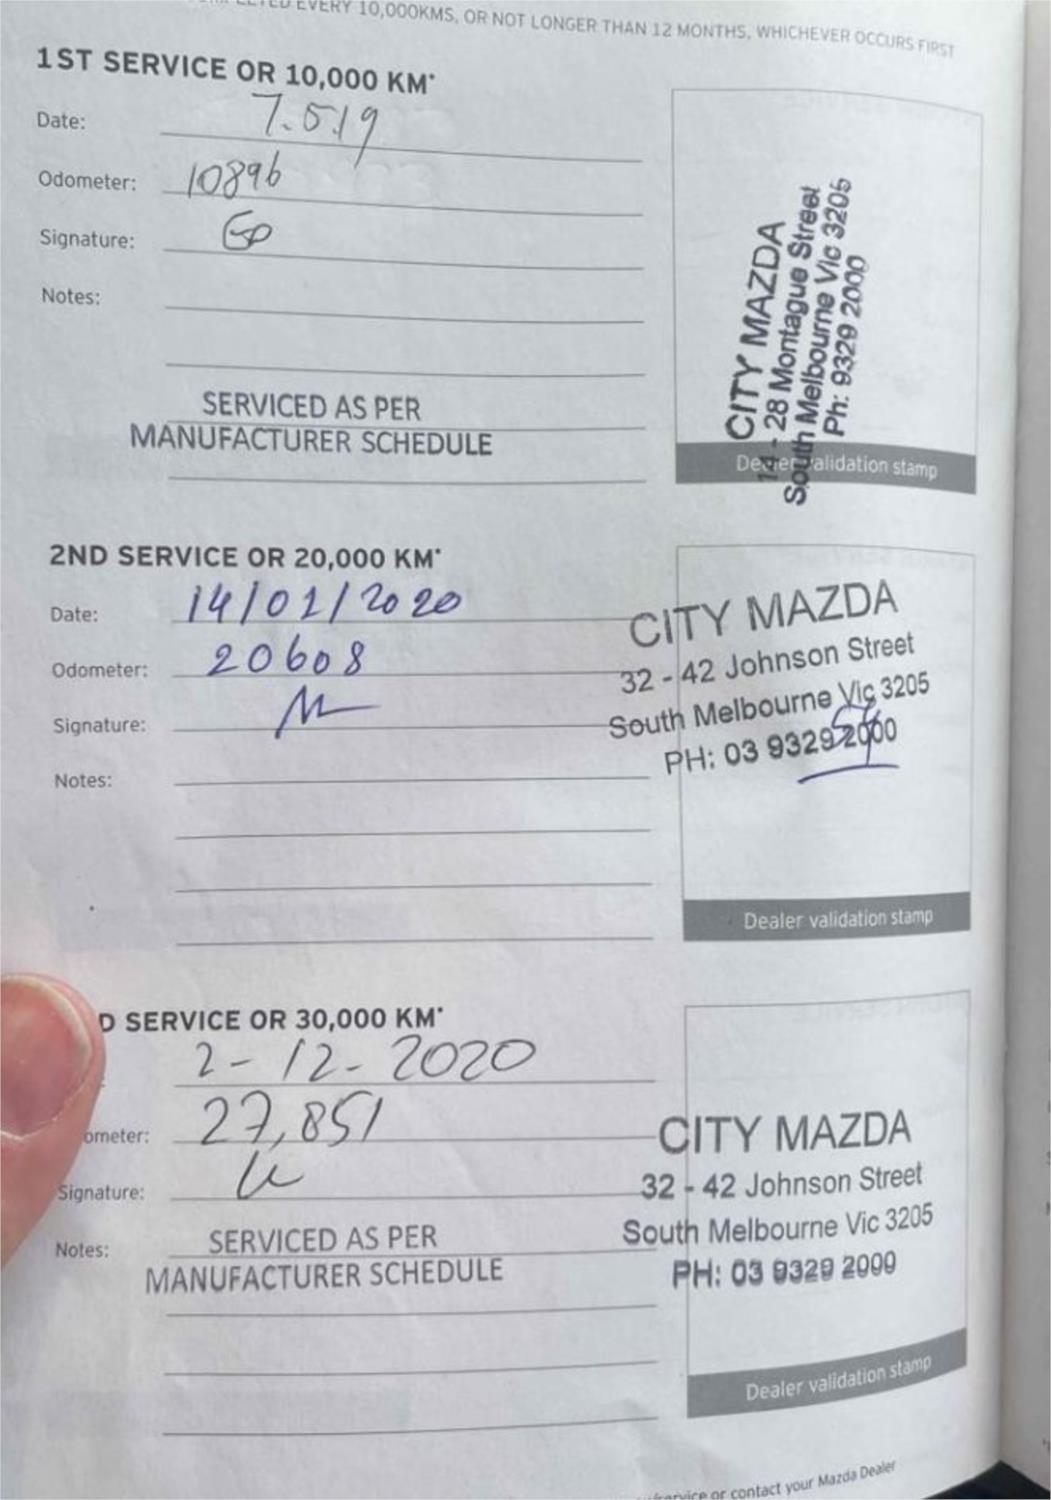 EVERY 10,000KMS, OR NOT LONGER THAN 12 MONTHS, WHICHEVER OCCURS FIRST
1ST SERVICE OR 10,000 KM*
Date: 7.5.19
Odometer: 10896
Signature:
Notes:
SERVICED AS PER
MANUFACTURER SCHEDULE
CITY MAZDA
14 - 28 Montague Street
South Melbourne Vic 3205
Ph: 9329 2000
Dealer validation stamp
2ND SERVICE OR 20,000 KM*
Date: 14/01/2020
Odometer: 20608
Signature:
Notes:
CITY MAZDA
32 - 42 Johnson Street
South Melbourne Vic 3205
PH: 03 9329 2000
Dealer validation stamp
D SERVICE OR 30,000 KM*
2-12-2020
ometer: 27,851
Signature:
Notes:
SERVICED AS PER
MANUFACTURER SCHEDULE
CITY MAZDA
32 - 42 Johnson Street
South Melbourne Vic 3205
PH: 03 9329 2000
Dealer validation stamp
service or contact your Mazda Dealer